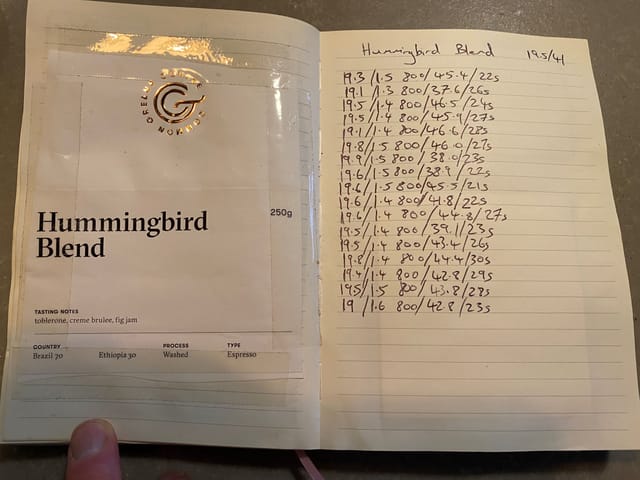 Hummingbird
Blend
250g
TASTING NOTES
toblerone, creme brulee, fig jam
COUNTRY PROCESS TYPE
Brazil 70 Ethiopia 30 Washed Espresso
Hummingbird Blend 19.5/41
19.3/1.5 800/45.4/22s
19.1/1.3 800/37.6/26s
19.5/1.4 800/46.5/24s
19.5/1.4 800/45.9/27s
19.1/1.4 800/46.6/28s
19.8/1.5 800/46.0/27s
19.9/1.5 800/38.0/23s
19.6/1.5 800/38.9/22s
19.6/1.5 800/45.5/21s
19.6/1.4 800/41.8/22s
19.6/1.4 800/44.8/27s
19.5/1.4 800/39.1/23s
19.5/1.4 800/43.4/26s
19.8/1.4 800/44.4/30s
19.4/1.4 800/42.8/29s
19.5/1.5 800/43.8/28s
19/1.6 800/42.8/23s